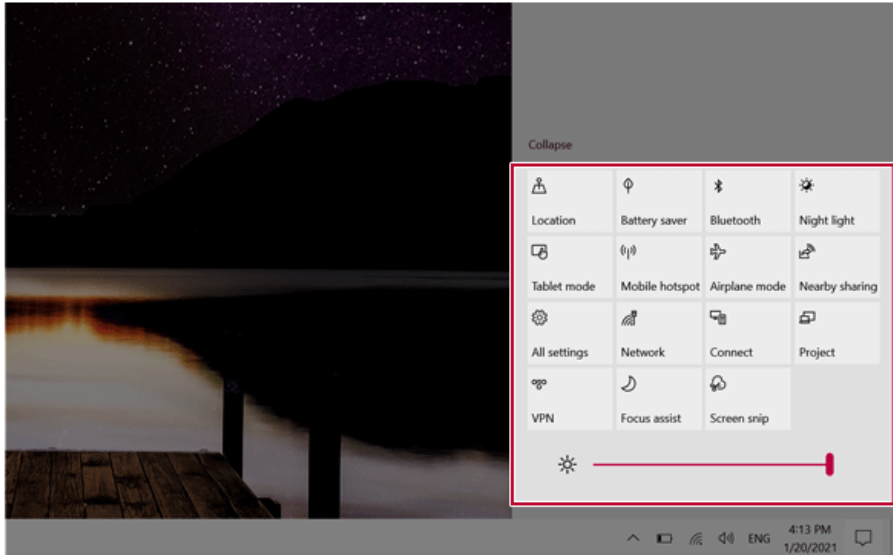 Collapse
Location
Battery saver
Bluetooth
Night light
Tablet mode
Mobile hotspot
Airplane mode
Nearby sharing
All settings
Network
Connect
Project
VPN
Focus assist
Screen snip
ENG
4:13 PM
1/20/2021